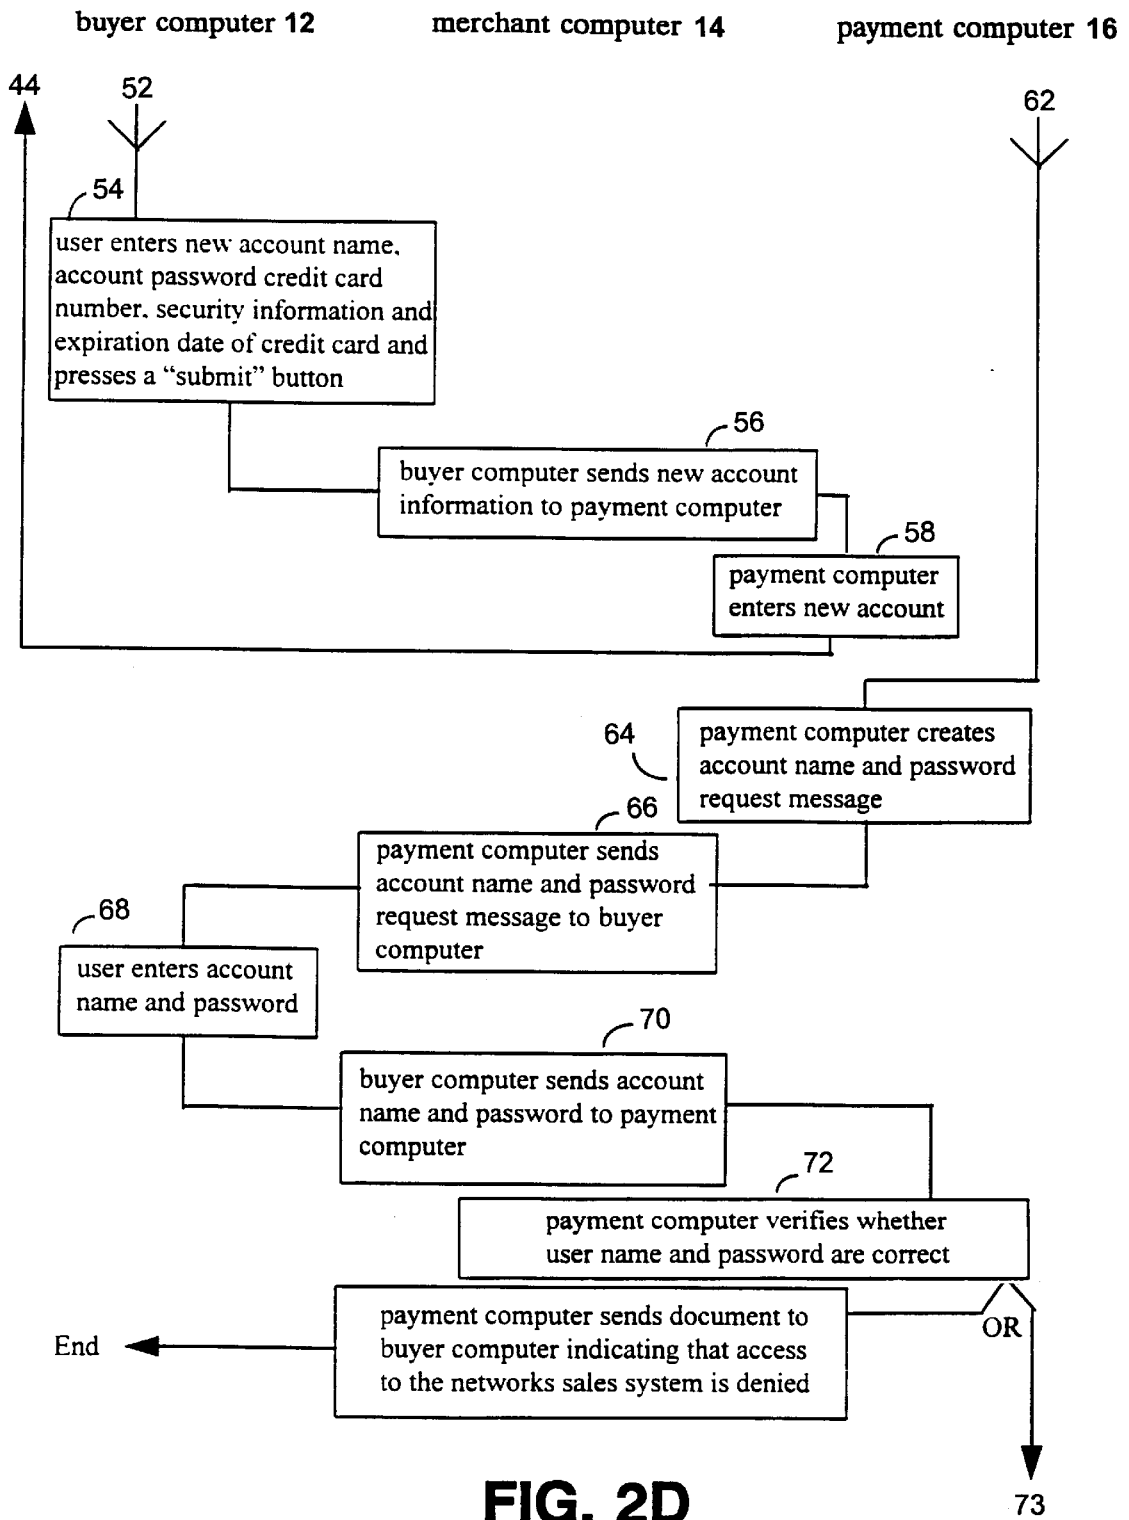 buyer computer 12 merchant computer 14 payment computer 16
44
52
62
54
user enters new account name,
account password credit card
number, security information and
expiration date of credit card and
presses a “submit” button
56
buyer computer sends new account
information to payment computer
58
payment computer
enters new account
64
payment computer creates
account name and password
request message
66
payment computer sends
account name and password
request message to buyer
computer
68
user enters account
name and password
70
buyer computer sends account
name and password to payment
computer
72
payment computer verifies whether
user name and password are correct
payment computer sends document to
buyer computer indicating that access
to the networks sales system is denied
End
OR
73
FIG. 2D